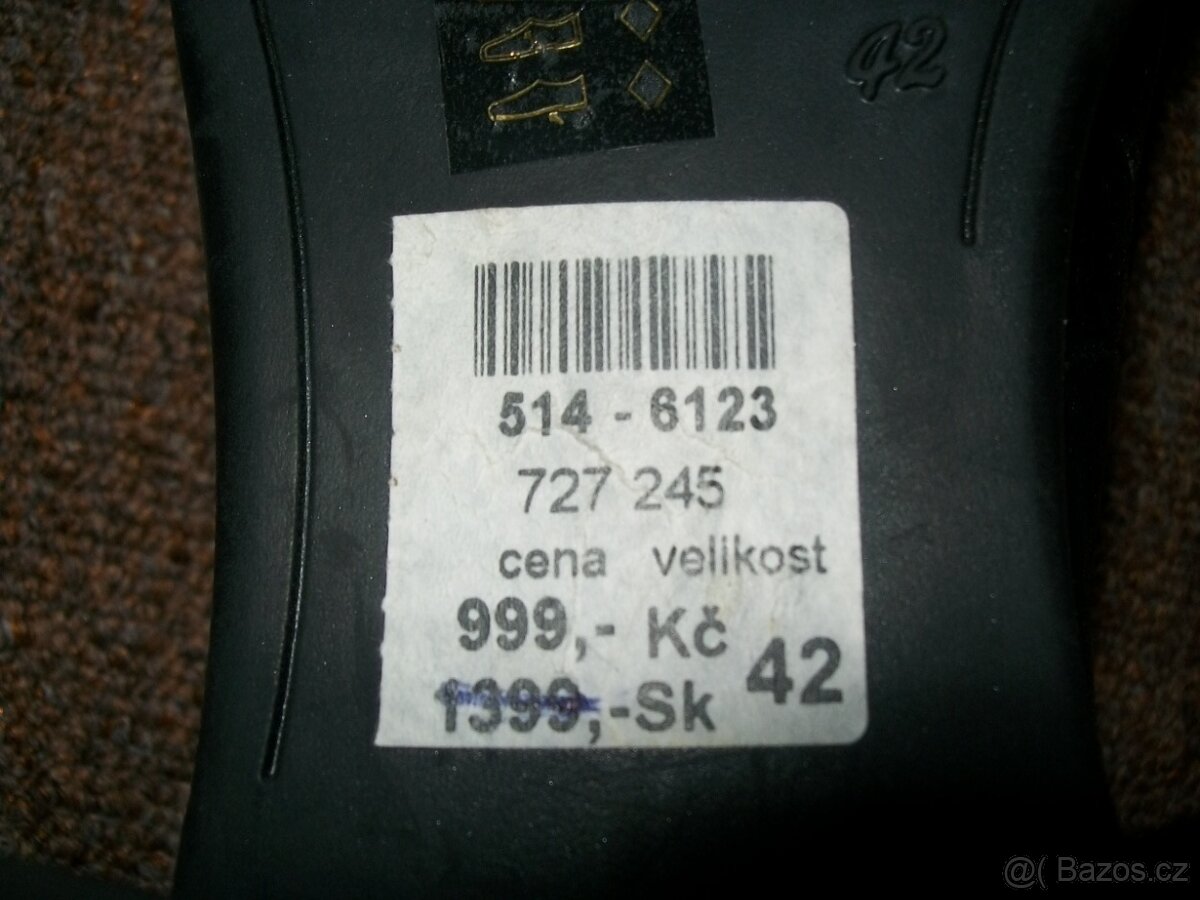 42
514 - 6123
727 245
cena velikost
999,- Kč
1399,-Sk 42
@( Bazos.cz